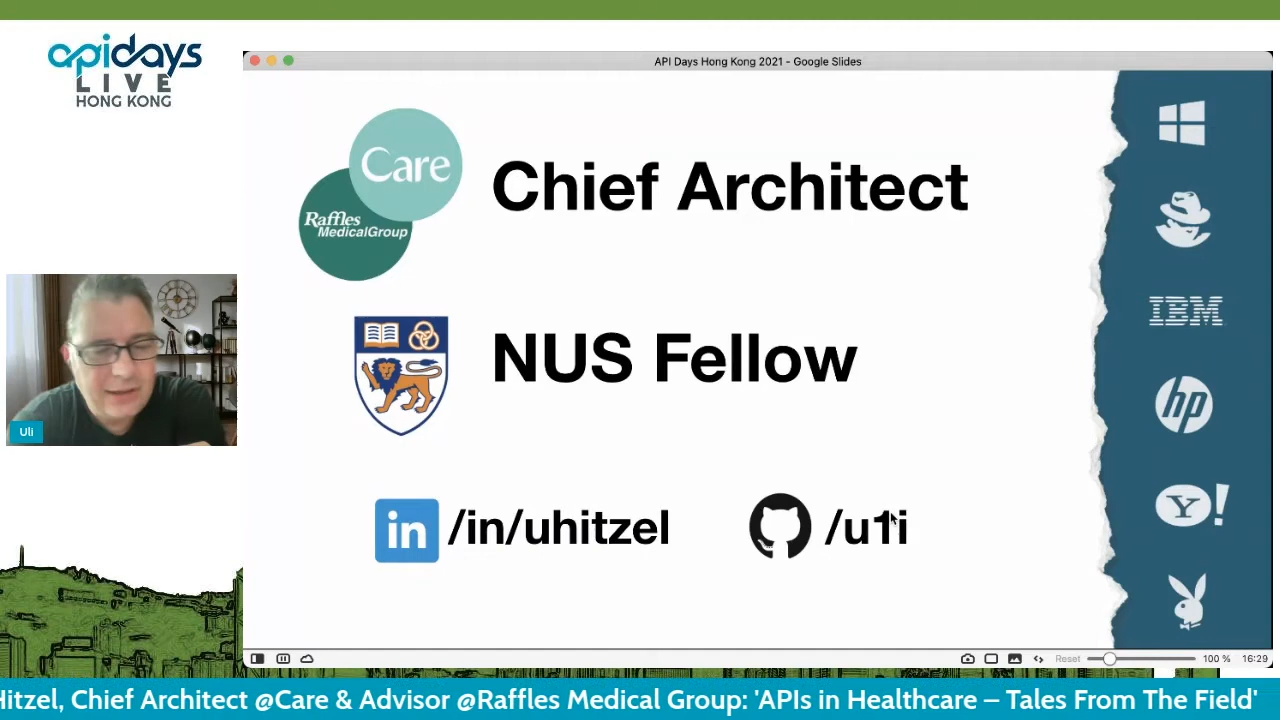 apidays
LIVE
HONG KONG
API Days Hong Kong 2021 - Google Slides
Care
Raffles
MedicalGroup
Chief Architect
NUS Fellow
in
/in/uhitzel
/u1i
IBM
hp
Y!
Uli
Reset
100 %
16:29
Hitzel, Chief Architect @Care & Advisor @Raffles Medical Group: 'APIs in Healthcare – Tales From The Field'